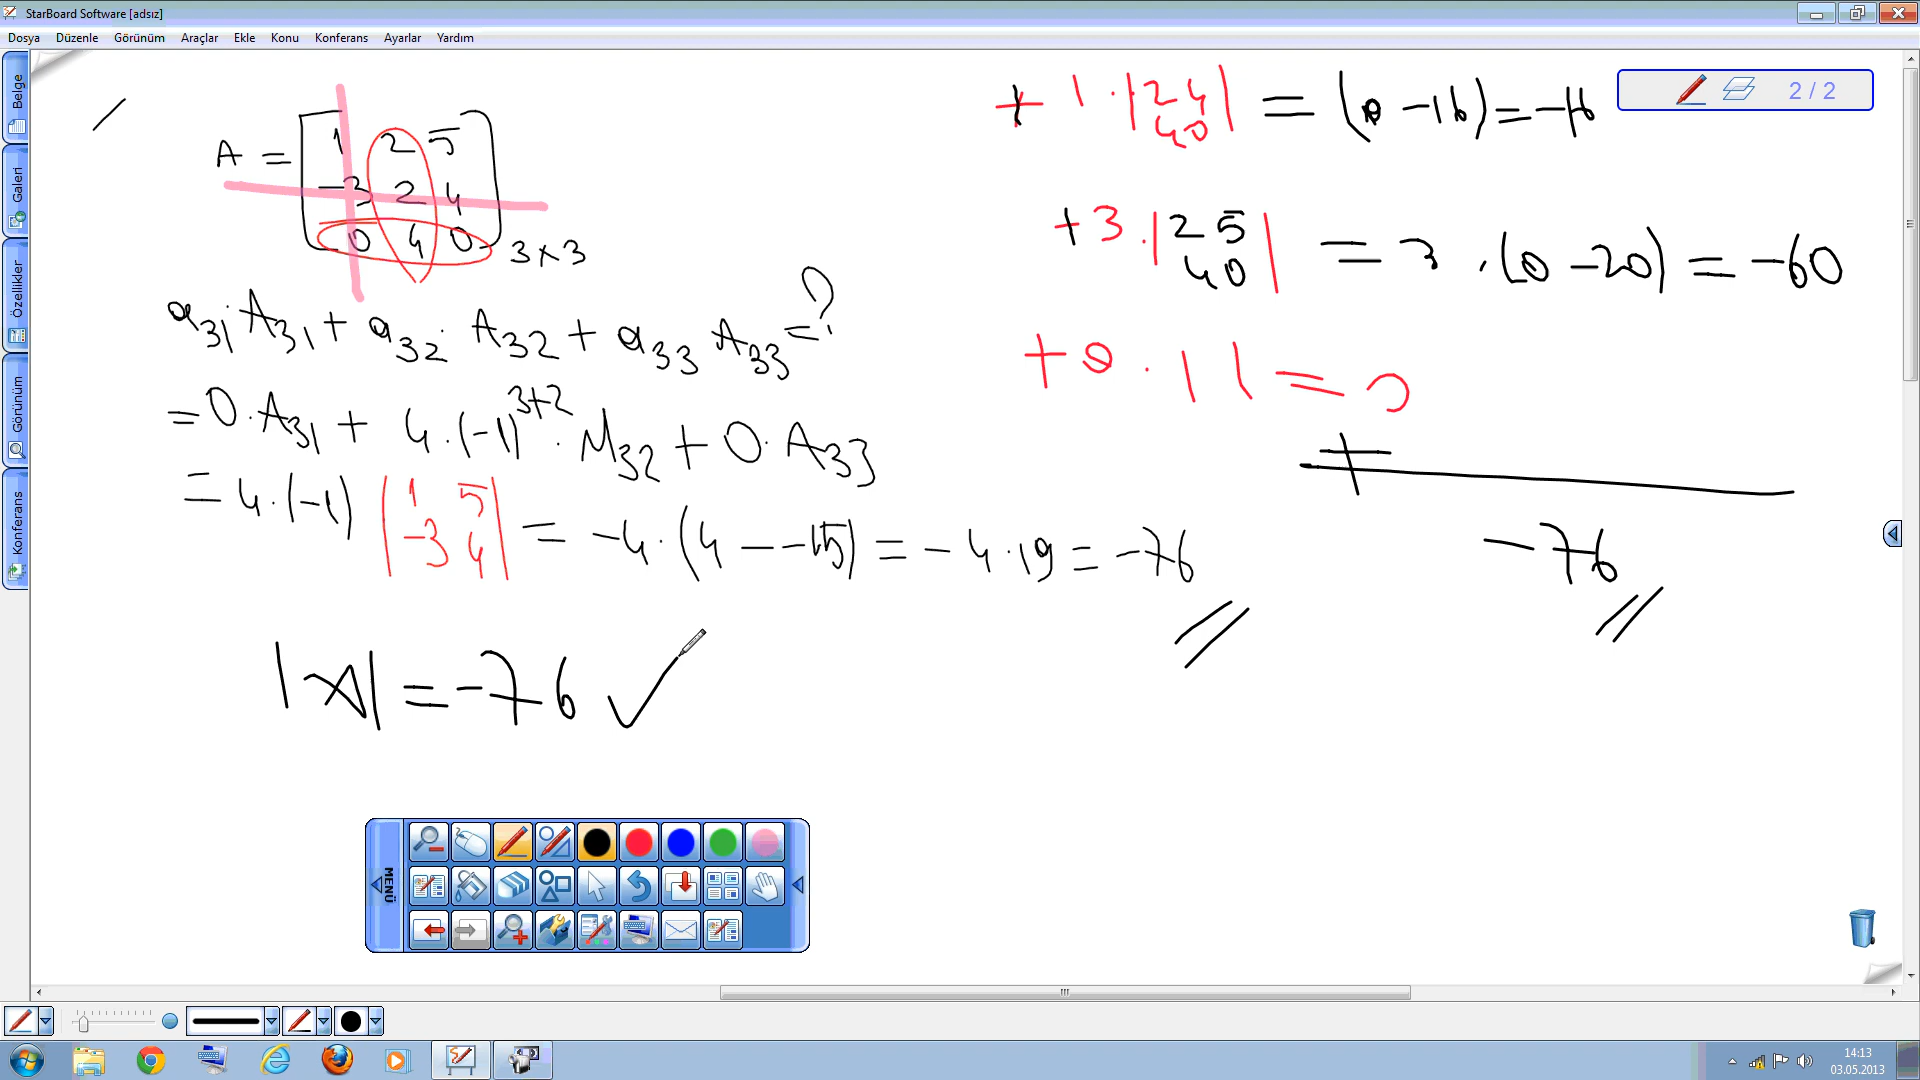 StarBoard Software [adsız]
Dosya Düzenle Görünüm Araçlar Ekle Konu Konferans Ayarlar Yardım
Belge
Galeri
Özellikler
Görünüm
Konferans
2 / 2
A = [ 1 2 5
-3 2 4
0 4 0 ] 3×3
a31 · A31 + a32 · A32 + a33 A33 = ?
= 0 · A31 + 4 · (-1)^3+2 · M32 + 0 · A33
= 4 · (-1) | 1 5
-3 4 | = -4 · (4 - -15) = -4 · 19 = -76
|A| = -76 ✓
+ 1 · | 2 4
4 0 | = (0 - 16) = -16
+ 3 · | 2 5
4 0 | = 3 · (0 - 20) = -60
+ 0 · | | = 0
+
-76
MENÜ
14:13
03.05.2013